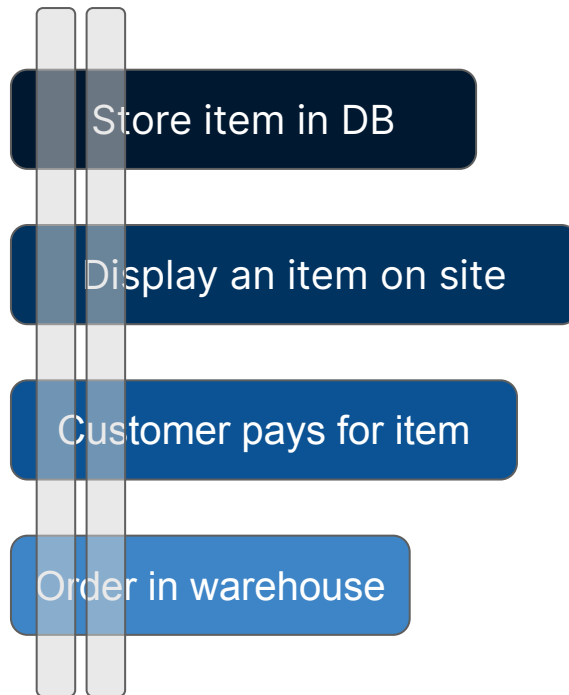 Store item in DB
Display an item on site
Customer pays for item
Order in warehouse